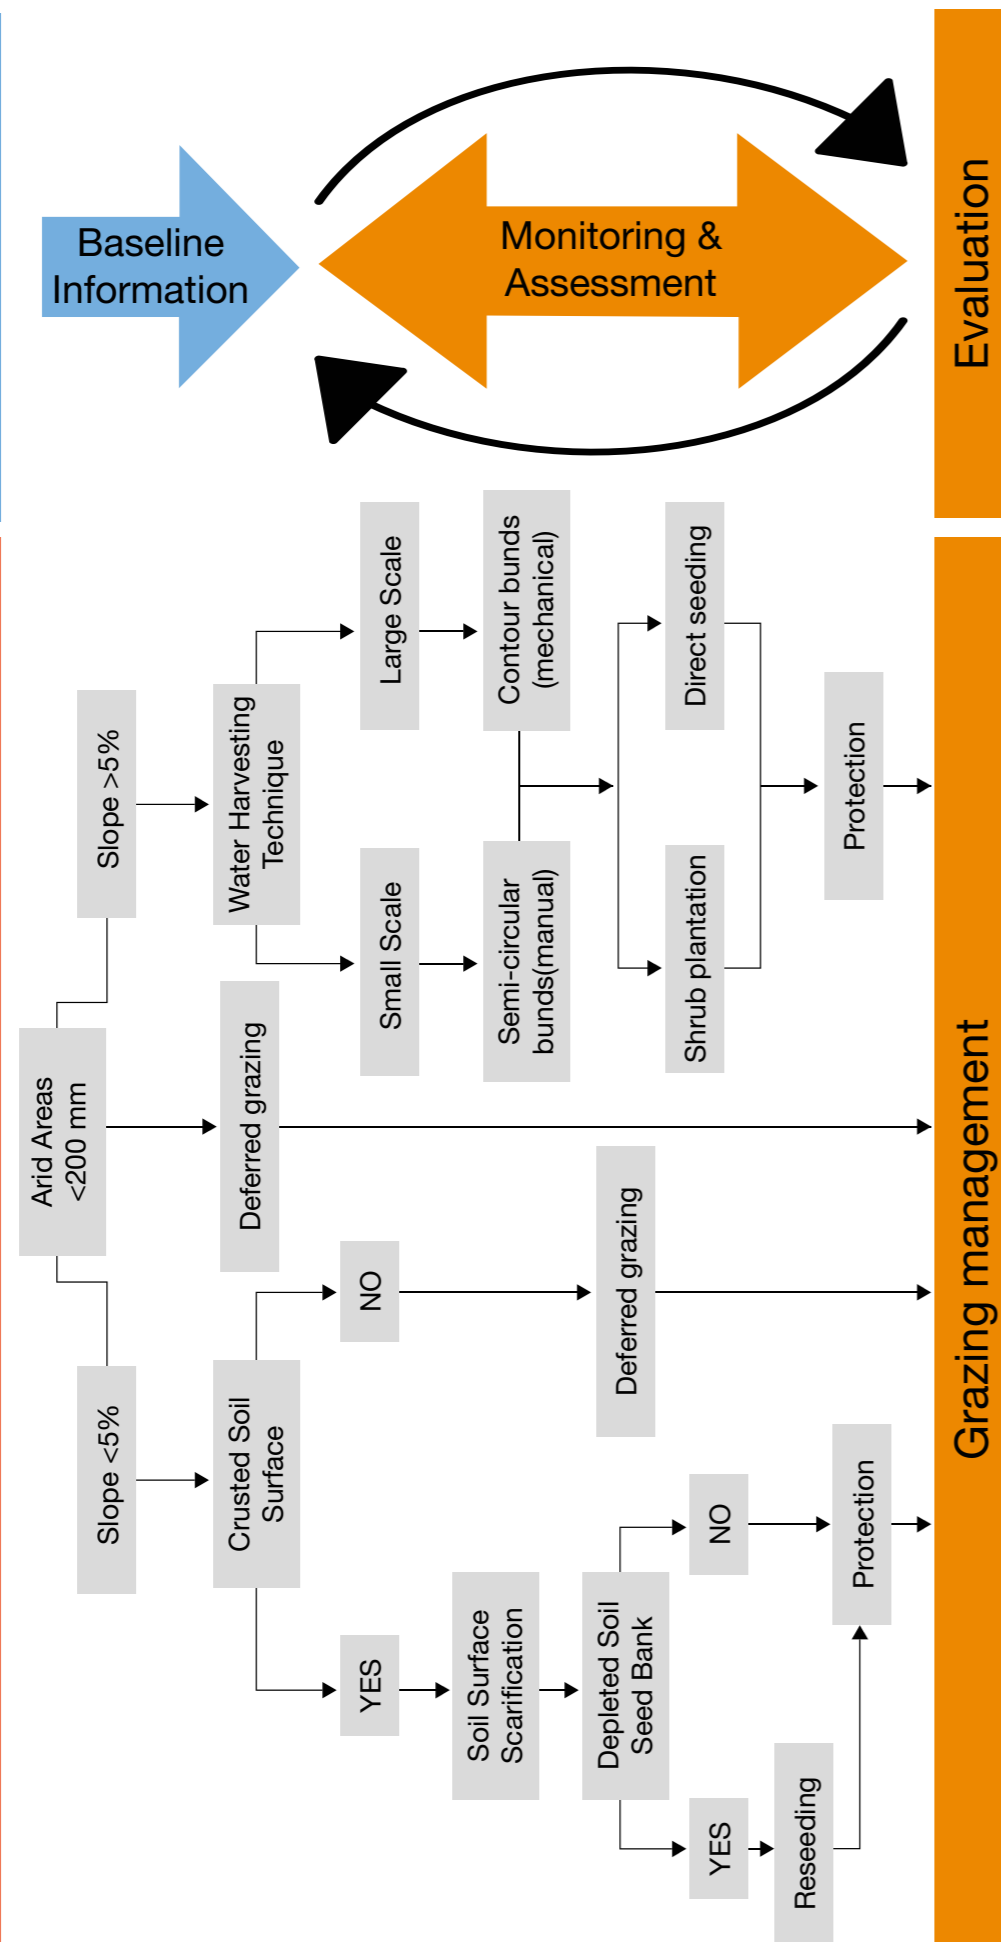 Baseline
Information
Monitoring &
Assessment
Evaluation
Arid Areas
<200 mm
Slope <5%
Slope >5%
Crusted Soil
Surface
Deferred grazing
Water Harvesting
Technique
YES
NO
Small Scale
Large Scale
Soil Surface
Scarification
Semi-circular
bunds(manual)
Contour bunds
(mechanical)
Depleted Soil
Seed Bank
Deferred grazing
Shrub plantation
Direct seeding
YES
NO
Reseeding
Protection
Protection
Grazing management